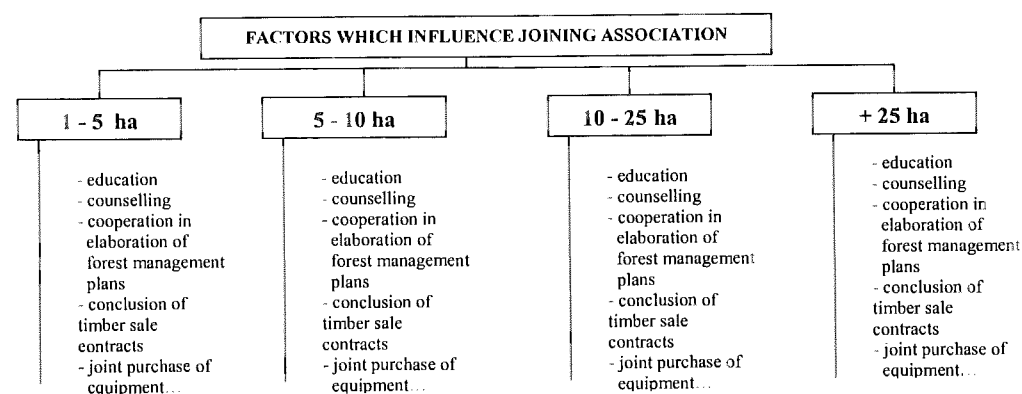 FACTORS WHICH INFLUENCE JOINING ASSOCIATION
1 - 5 ha
- education
- counselling
- cooperation in
elaboration of
forest management
plans
- conclusion of
timber sale
contracts
- joint purchase of
equipment...
5 - 10 ha
- education
- counselling
- cooperation in
elaboration of
forest management
plans
- conclusion of
timber sale
contracts
- joint purchase of
equipment...
10 - 25 ha
- education
- counselling
- cooperation in
elaboration of
forest management
plans
- conclusion of
timber sale
contracts
- joint purchase of
equipment...
+ 25 ha
- education
- counselling
- cooperation in
elaboration of
forest management
plans
- conclusion of
timber sale
contracts
- joint purchase of
equipment...